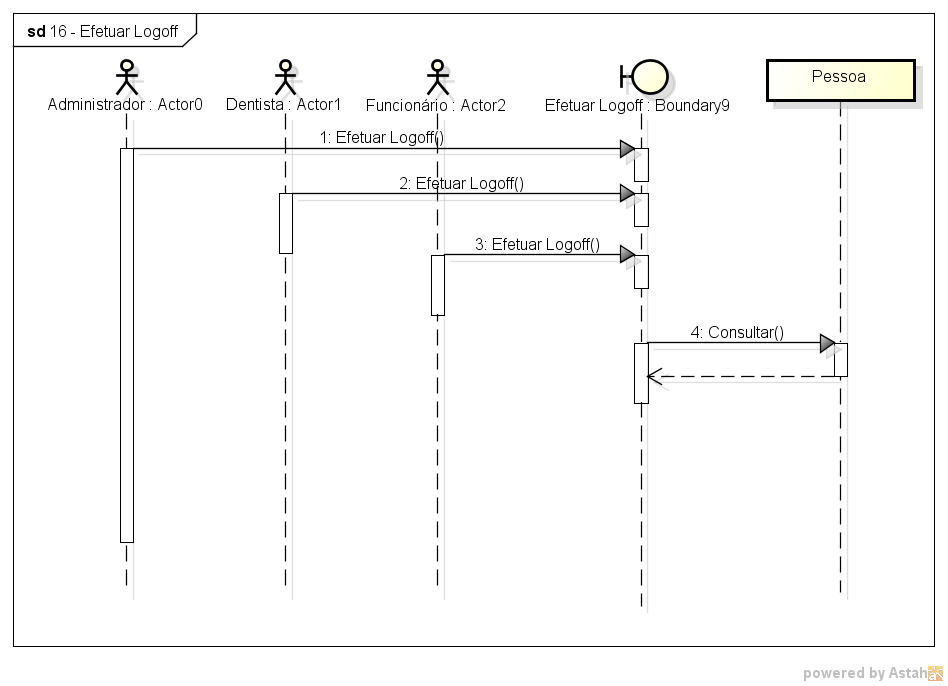 sd 16 - Efetuar Logoff
Administrador : Actor0
Dentista : Actor1
Funcionário : Actor2
Efetuar Logoff : Boundary9
Pessoa
1: Efetuar Logoff()
2: Efetuar Logoff()
3: Efetuar Logoff()
4: Consultar()
powered by Astah